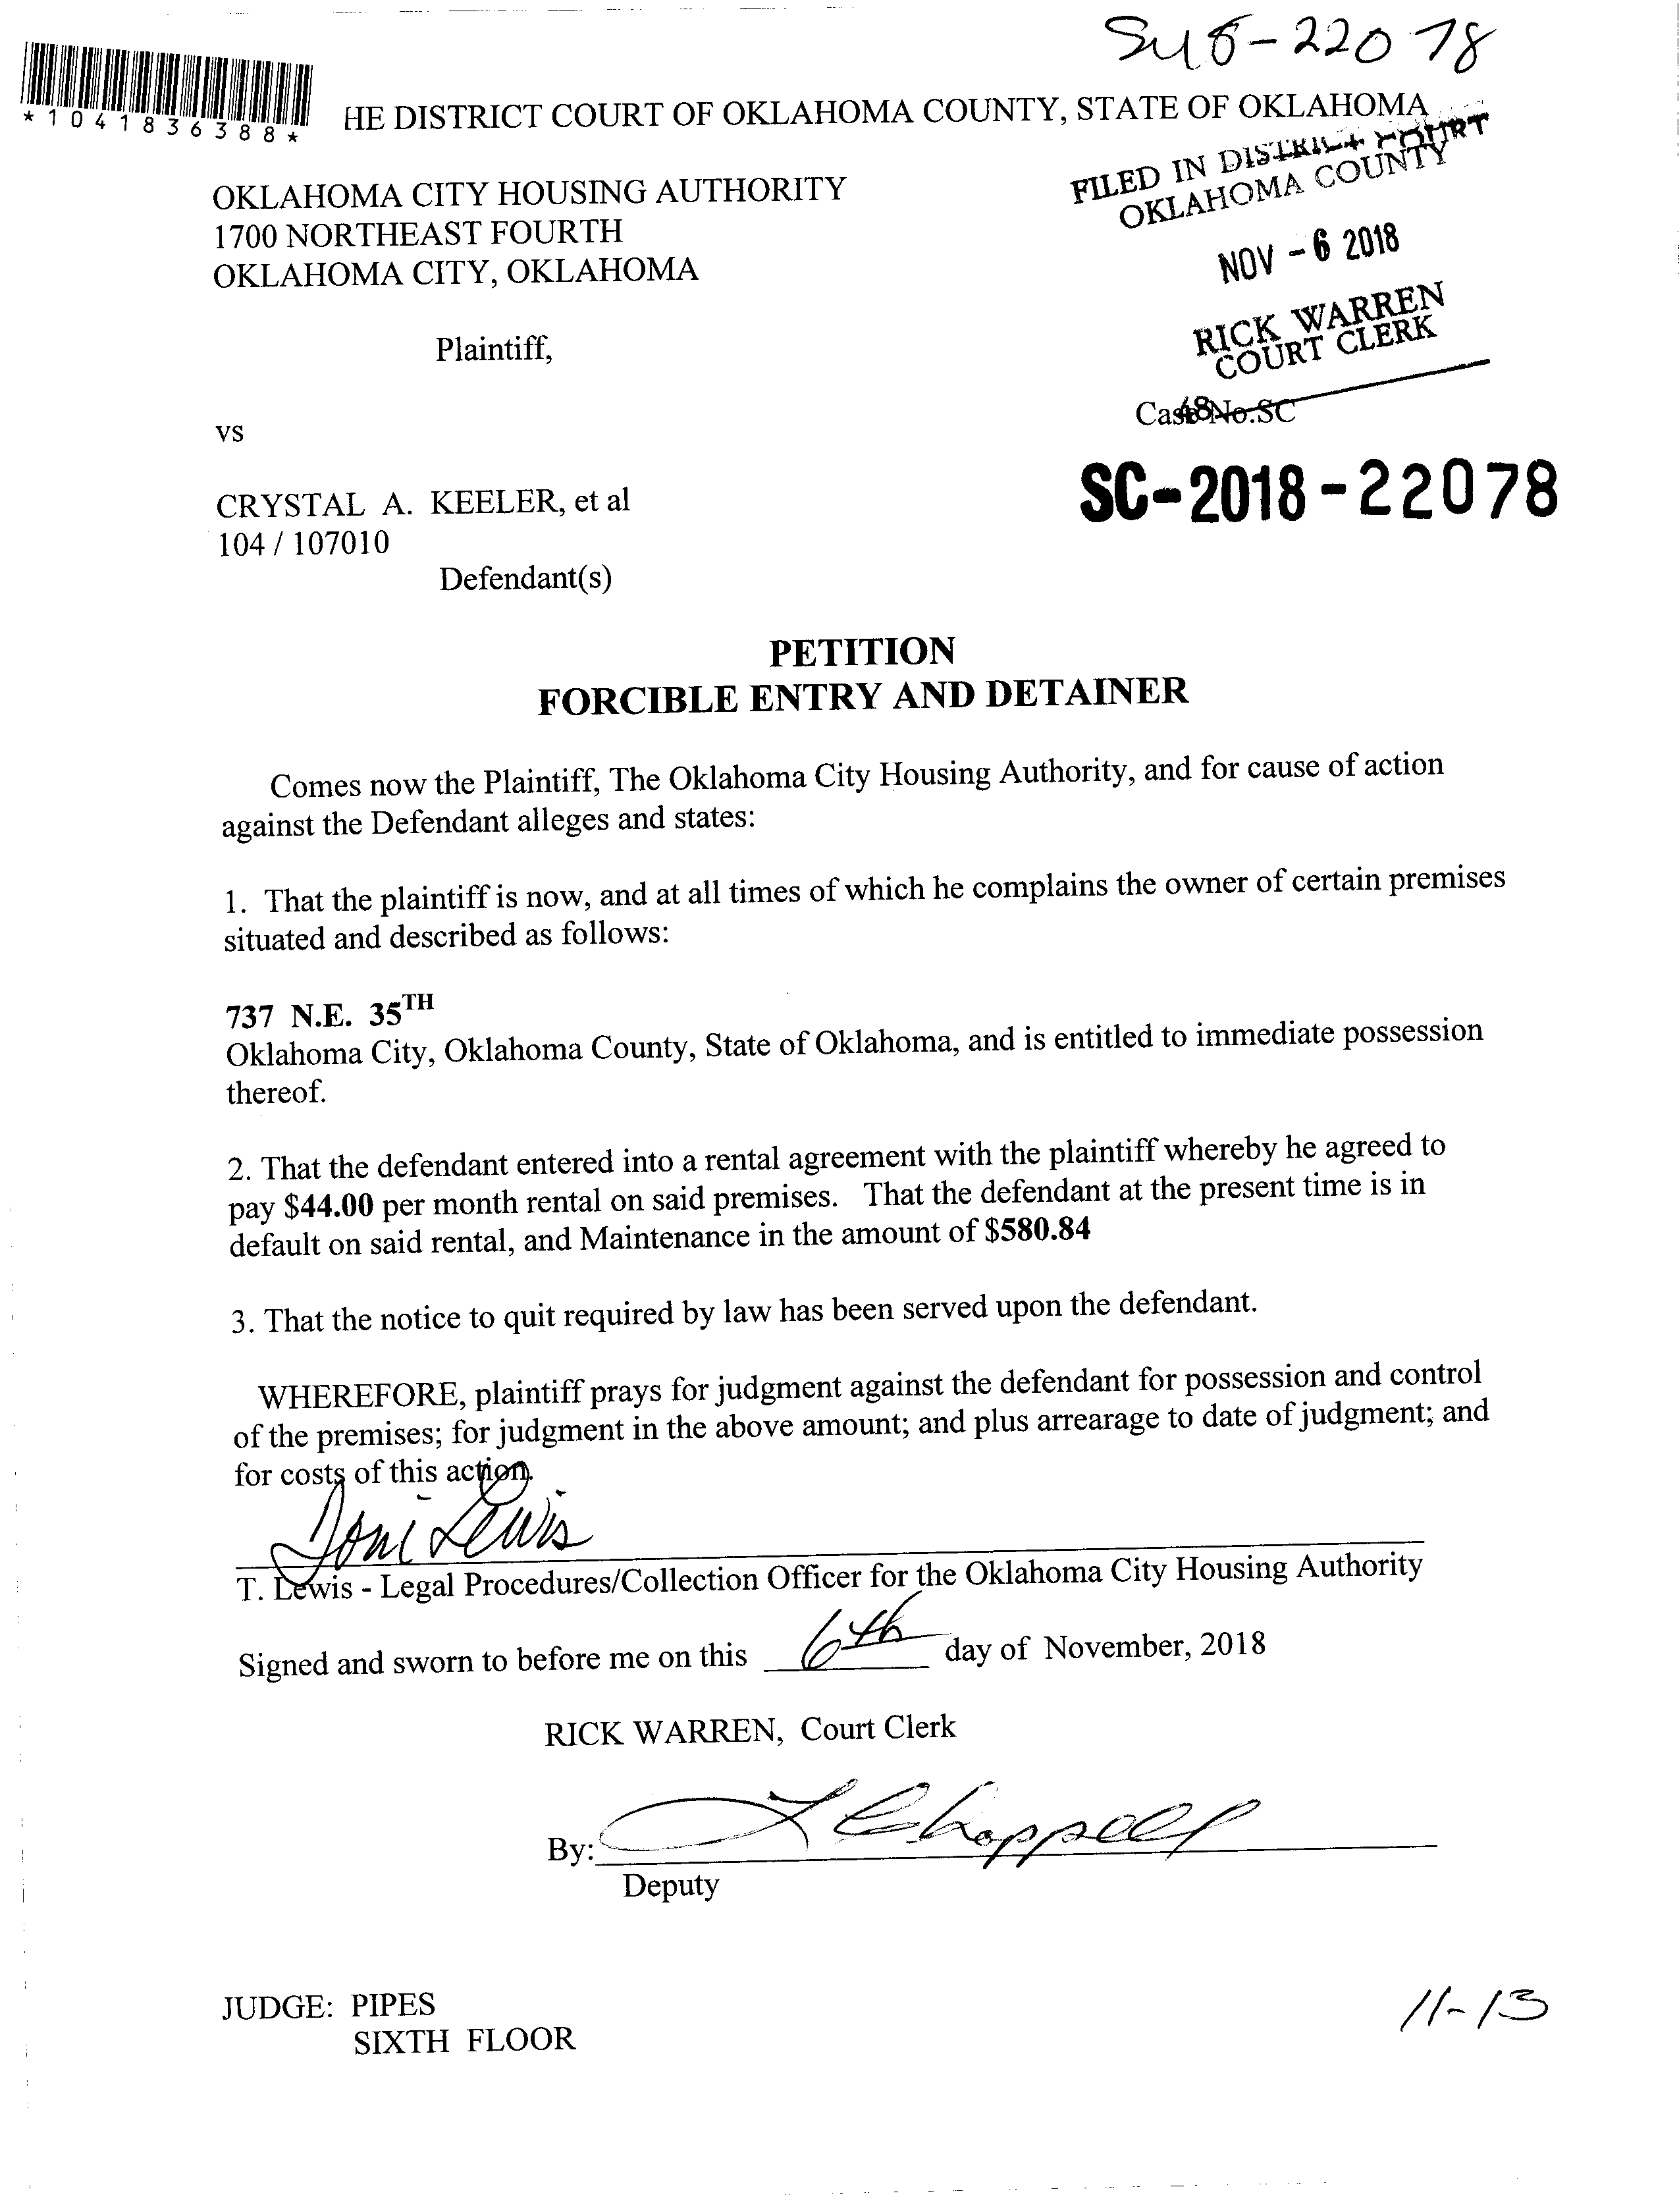 SC18-22078
*1041836388*
HE DISTRICT COURT OF OKLAHOMA COUNTY, STATE OF OKLAHOMA
FILED IN DISTRICT COURT
OKLAHOMA COUNTY
OKLAHOMA CITY HOUSING AUTHORITY
1700 NORTHEAST FOURTH
OKLAHOMA CITY, OKLAHOMA
NOV - 6 2018
RICK WARREN
COURT CLERK
Plaintiff,
48
Case No.SC
vs
SC-2018-22078
CRYSTAL A. KEELER, et al
104 / 107010
Defendant(s)
PETITION
FORCIBLE ENTRY AND DETAINER
Comes now the Plaintiff, The Oklahoma City Housing Authority, and for cause of action
against the Defendant alleges and states:
1. That the plaintiff is now, and at all times of which he complains the owner of certain premises
situated and described as follows:
737 N.E. 35TH
Oklahoma City, Oklahoma County, State of Oklahoma, and is entitled to immediate possession
thereof.
2. That the defendant entered into a rental agreement with the plaintiff whereby he agreed to
pay $44.00 per month rental on said premises. That the defendant at the present time is in
default on said rental, and Maintenance in the amount of $580.84
3. That the notice to quit required by law has been served upon the defendant.
WHEREFORE, plaintiff prays for judgment against the defendant for possession and control
of the premises; for judgment in the above amount; and plus arrearage to date of judgment; and
for costs of this action.
Toni Lewis
T. Lewis - Legal Procedures/Collection Officer for the Oklahoma City Housing Authority
Signed and sworn to before me on this 6th day of November, 2018
RICK WARREN, Court Clerk
By: L Chappell
Deputy
JUDGE: PIPES
SIXTH FLOOR
11-13